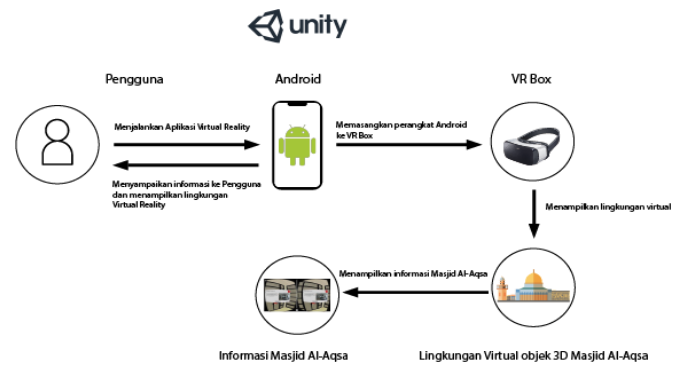 unity
Pengguna
Android
VR Box
Menjalankan Aplikasi Virtual Reality
Memasangkan perangkat Android
ke VR Box
Menyampaikan informasi ke Pengguna
dan menampilkan lingkungan
Virtual Reality
Menampilkan lingkungan virtual
Menampilkan informasi Masjid Al-Aqsa
Informasi Masjid Al-Aqsa
Lingkungan Virtual objek 3D Masjid Al-Aqsa